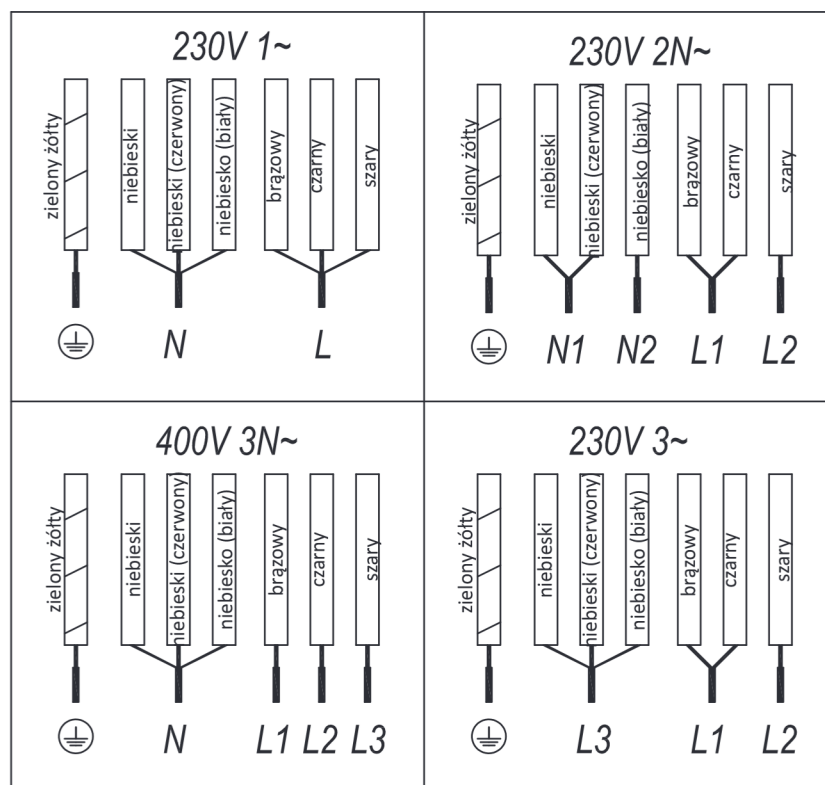 230V 1~
zielony żółty
niebieski
niebieski (czerwony)
niebiesko (biały)
brązowy
czarny
szary
N
L
230V 2N~
zielony żółty
niebieski
niebieski (czerwony)
niebiesko (biały)
brązowy
czarny
szary
N1
N2
L1
L2
400V 3N~
zielony żółty
niebieski
niebieski (czerwony)
niebiesko (biały)
brązowy
czarny
szary
N
L1
L2
L3
230V 3~
zielony żółty
niebieski
niebieski (czerwony)
niebiesko (biały)
brązowy
czarny
szary
L3
L1
L2